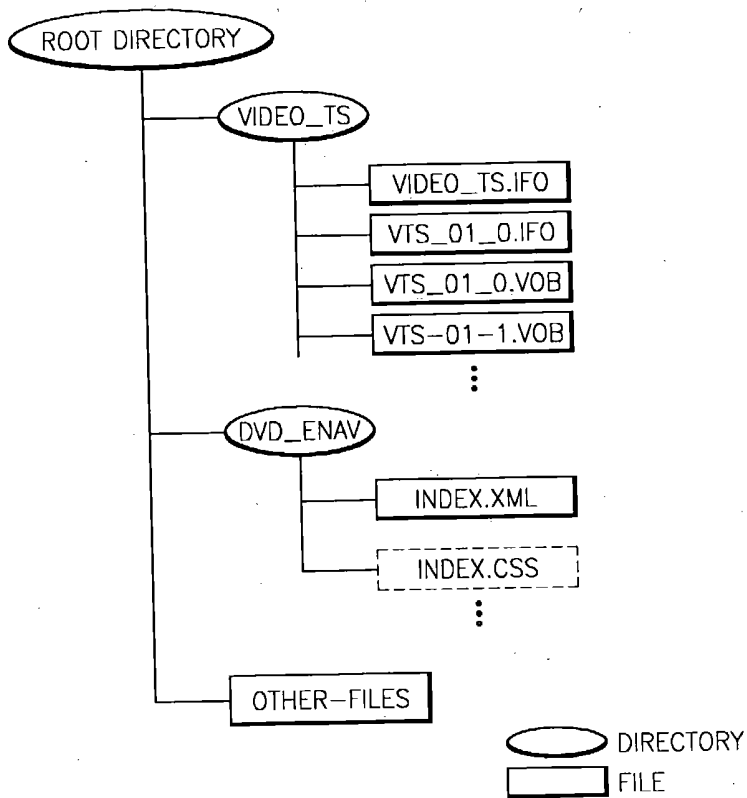 ROOT DIRECTORY
VIDEO_TS
VIDEO_TS.IFO
VTS_01_0.IFO
VTS_01_0.VOB
VTS-01-1.VOB
DVD_ENAV
INDEX.XML
INDEX.CSS
OTHER-FILES
DIRECTORY
FILE